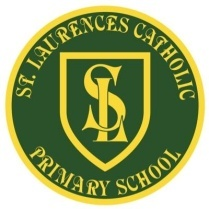 ST. LAURENCES CATHOLIC
SL
PRIMARY SCHOOL